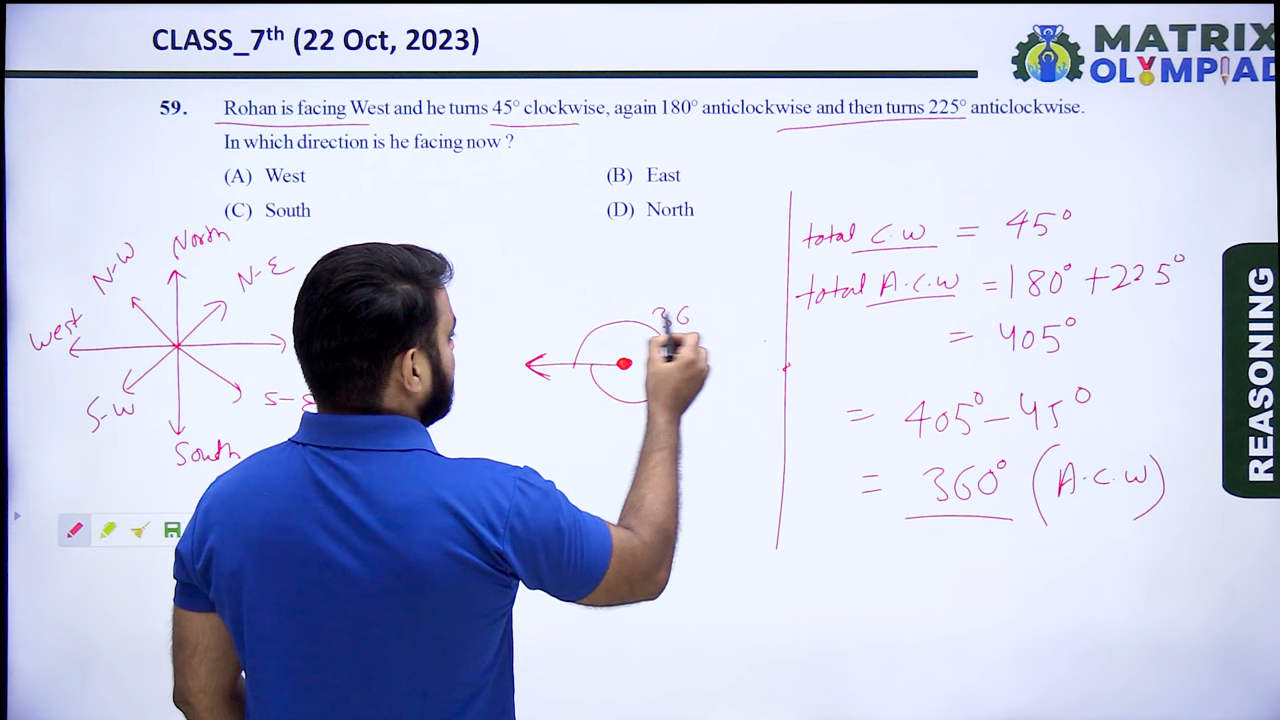 CLASS_7th (22 Oct, 2023)
MATRIX
OLYMPIAD
59. Rohan is facing West and he turns 45° clockwise, again 180° anticlockwise and then turns 225° anticlockwise.
In which direction is he facing now ?
(A) West
(B) East
(C) South
(D) North
North
N-W
N-E
West
S-W
S-E
South
36
total C.W = 45°
total A.C.W = 180° + 225°
= 405°
= 405° - 45°
= 360° (A.C.W)
REASONING